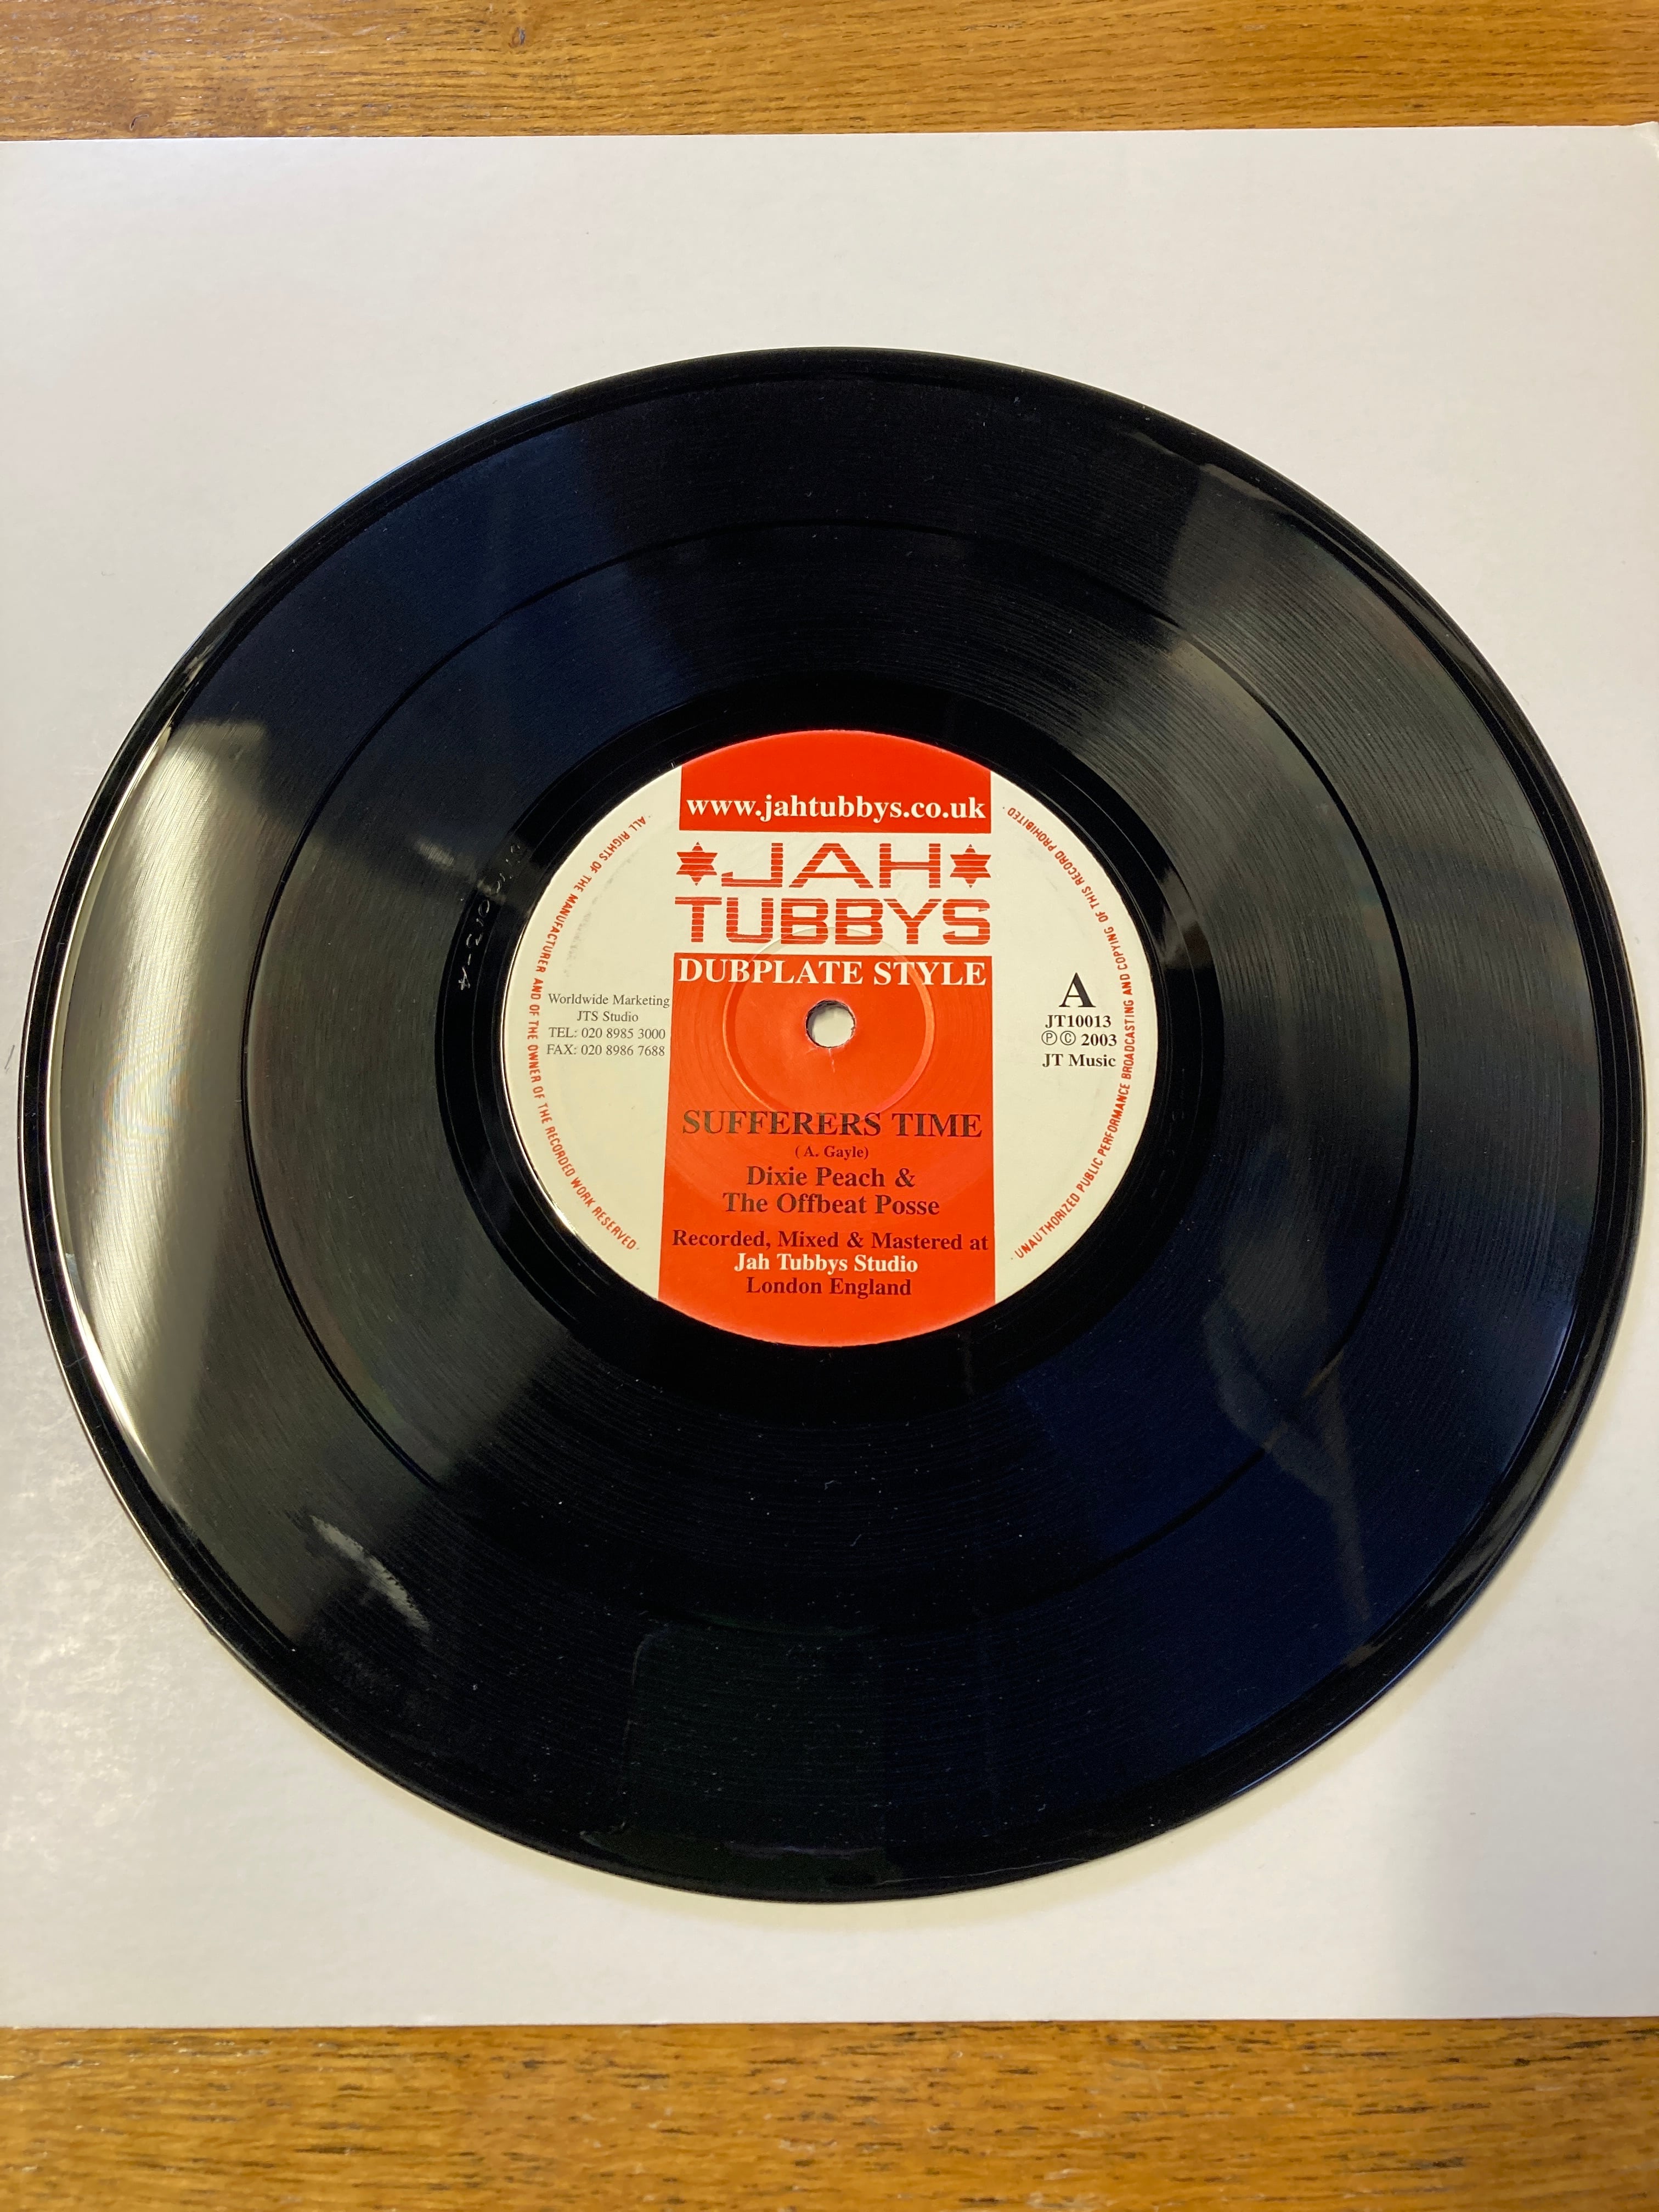 www.jahtubbys.co.uk
JAH
TUBBYS
DUBPLATE STYLE
Worldwide Marketing
JTS Studio
TEL: 020 8985 3000
FAX: 020 8986 7688
A
JT10013
℗ © 2003
JT Music
SUFFERERS TIME
( A. Gayle)
Dixie Peach &
The Offbeat Posse
Recorded, Mixed & Mastered at
Jah Tubbys Studio
London England
· ALL RIGHTS OF THE MANUFACTURER AND OF THE OWNER OF THE RECORDED WORK RESERVED ·
· UNAUTHORIZED PUBLIC PERFORMANCE BROADCASTING AND COPYING OF THIS RECORD PROHIBITED ·